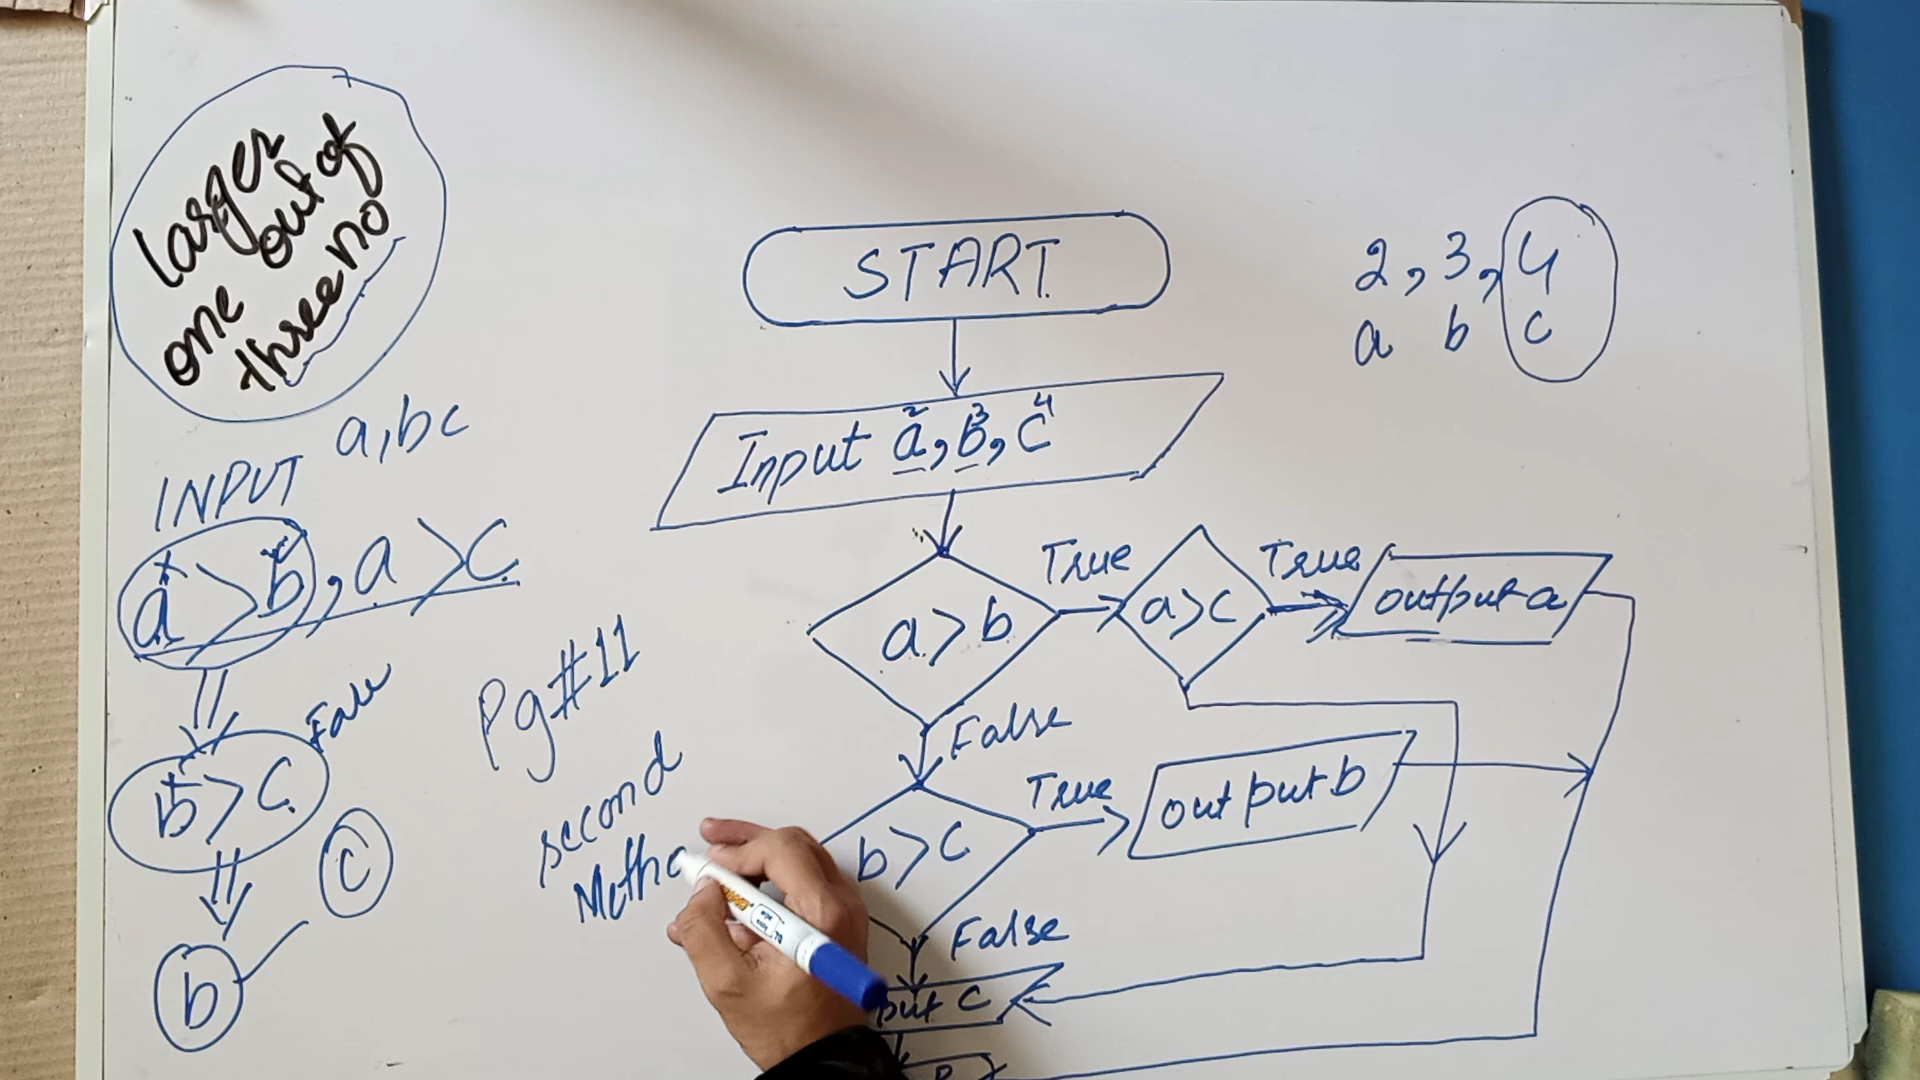 larger
one out of
three no
INPUT a,bc
a > b, a > c
False
b > c
c
b
Pg#11
second
Metho
START
2, 3, 4
a b c
2 3 4
Input a, b, c
a > b
True
a > c
True
output a
False
b > c
True
output b
False
put c